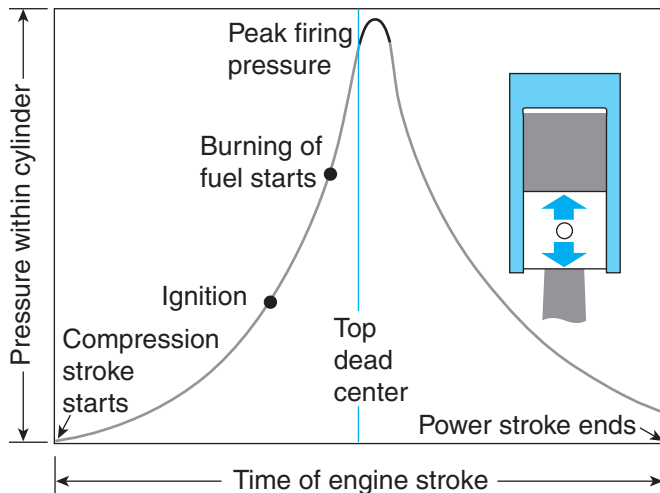 Pressure within cylinder
Peak firing
pressure
Burning of
fuel starts
Ignition
Compression
stroke
starts
Top
dead
center
Power stroke ends
Time of engine stroke